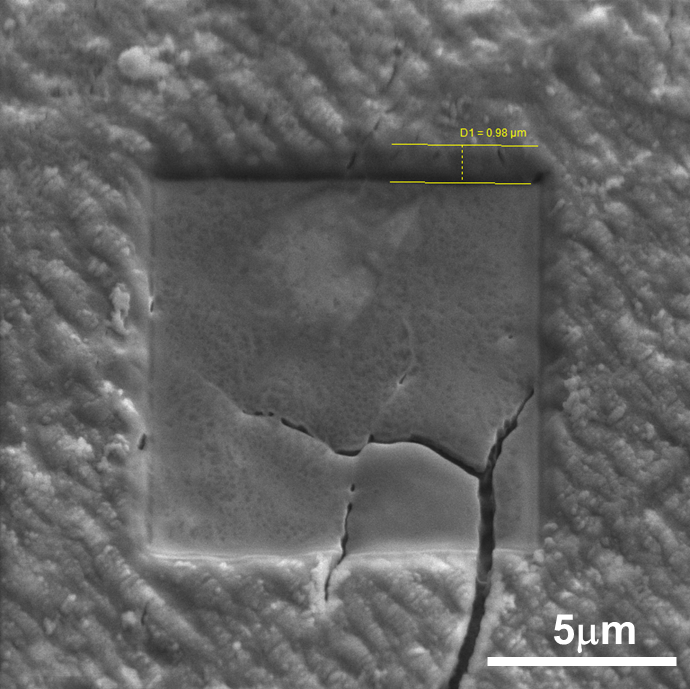 D1 = 0.98 µm
5µm